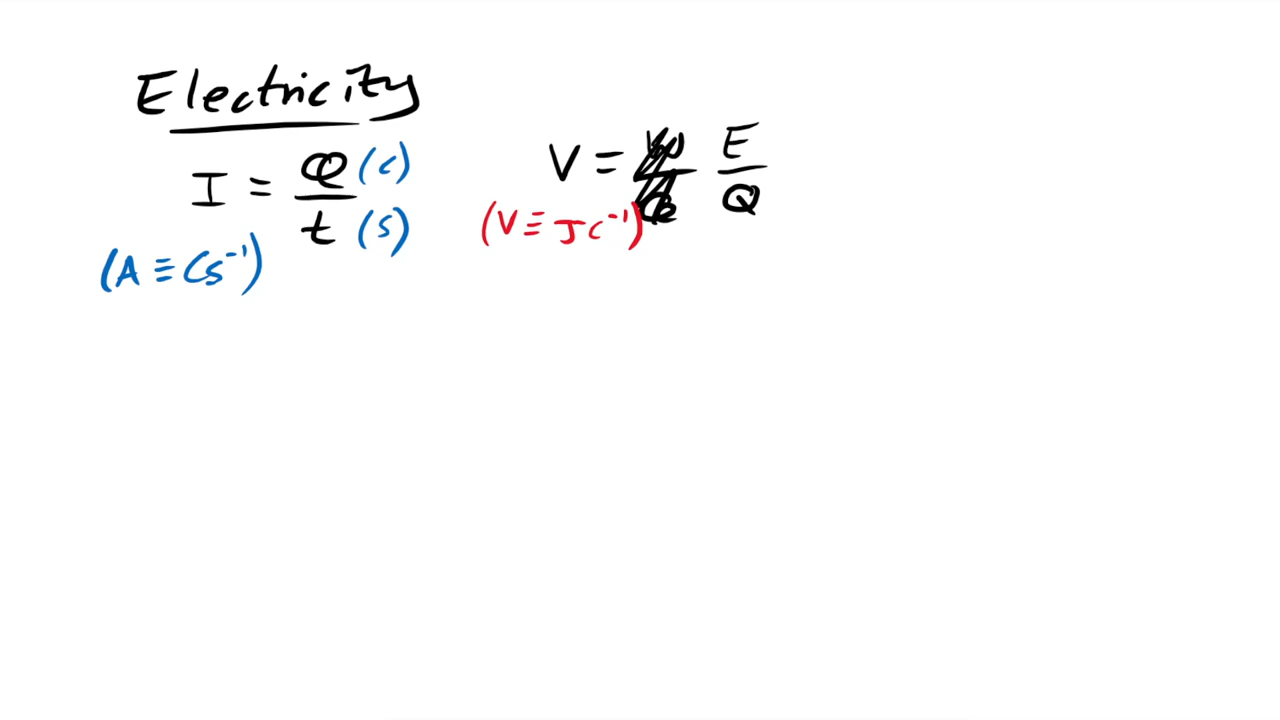 Electricity
I = Q/t (C) (s)
(A ≡ Cs⁻¹)
V = E/Q
(V ≡ JC⁻¹)